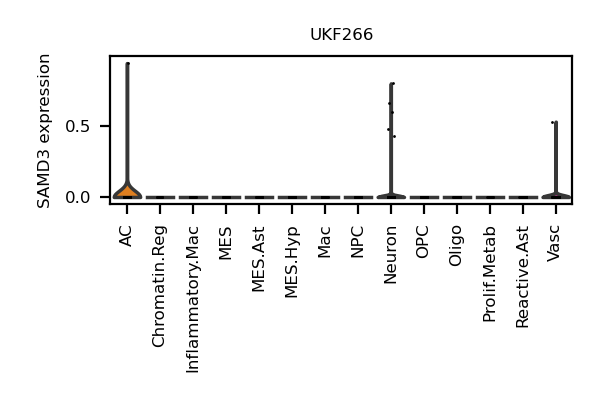 UKF266
SAMD3 expression
0.5
0.0
AC
Chromatin.Reg
Inflammatory.Mac
MES
MES.Ast
MES.Hyp
Mac
NPC
Neuron
OPC
Oligo
Prolif.Metab
Reactive.Ast
Vasc